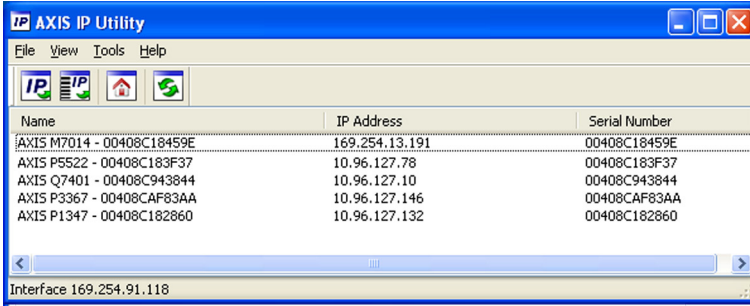 IP AXIS IP Utility
File View Tools Help
IP IP
Name IP Address Serial Number
AXIS M7014 - 00408C18459E 169.254.13.191 00408C18459E
AXIS P5522 - 00408C183F37 10.96.127.78 00408C183F37
AXIS Q7401 - 00408C943844 10.96.127.10 00408C943844
AXIS P3367 - 00408CAF83AA 10.96.127.146 00408CAF83AA
AXIS P1347 - 00408C182860 10.96.127.132 00408C182860
Interface 169.254.91.118